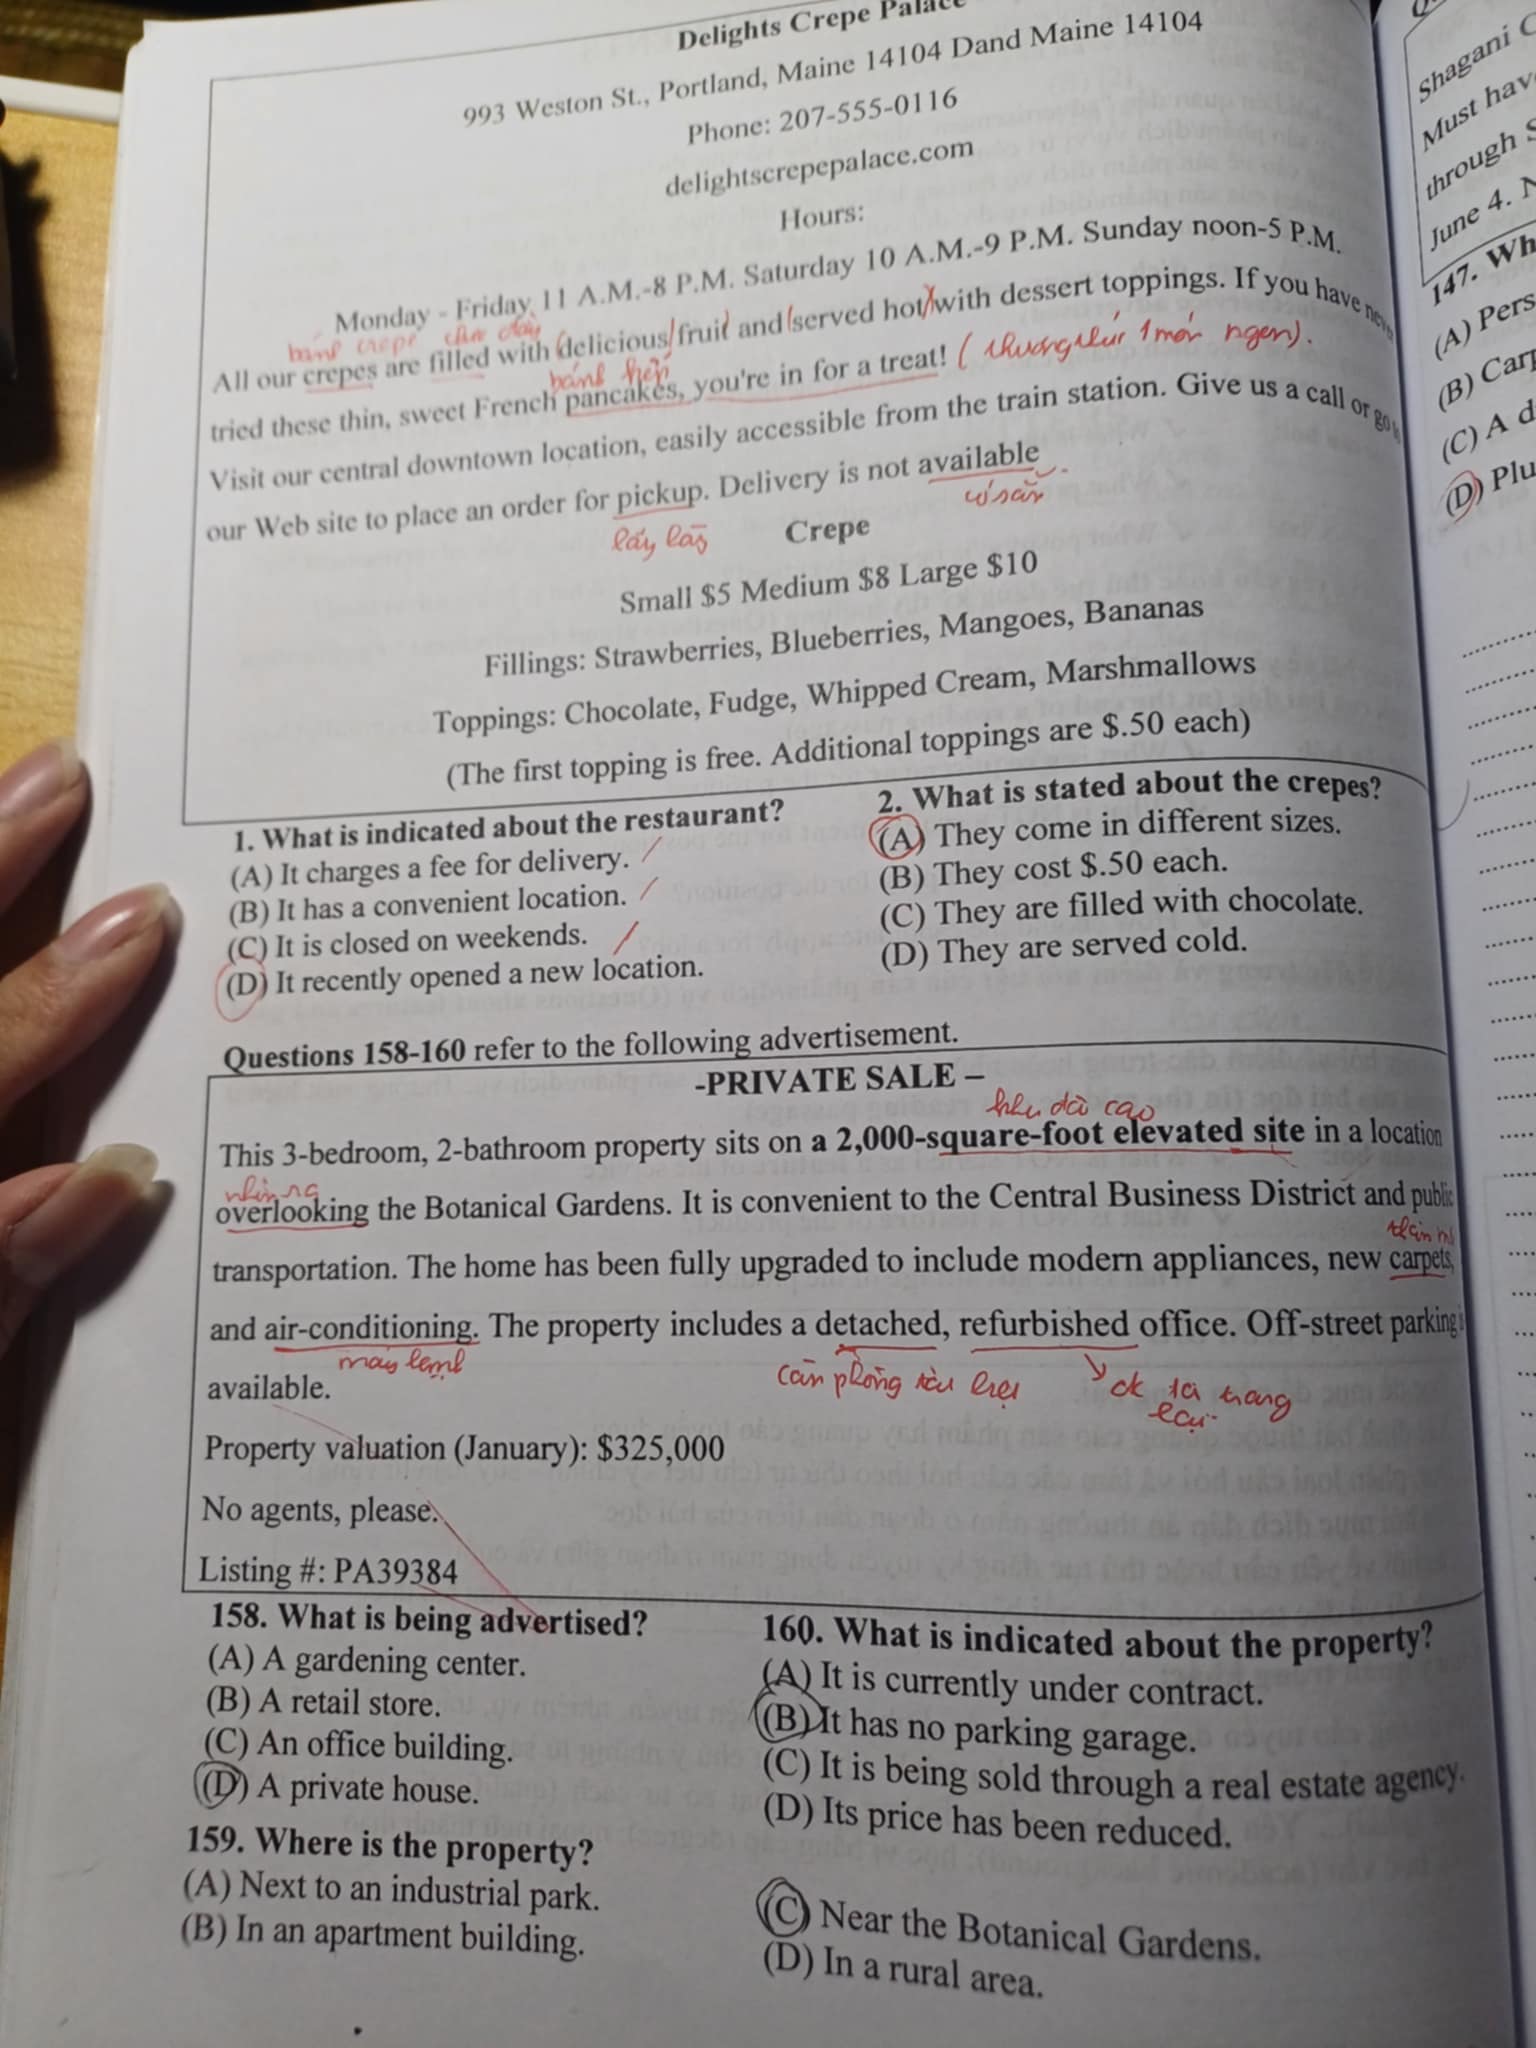 Delights Crepe Palace
993 Weston St., Portland, Maine 14104 Dand Maine 14104
Phone: 207-555-0116
delightscrepepalace.com
Hours:
Monday - Friday 11 A.M.-8 P.M. Saturday 10 A.M.-9 P.M. Sunday noon-5 P.M.
bánh crepe
All our crepes are filled with delicious fruit and served hot with dessert toppings. If you have never
bánh (thưởng thức 1 món ngon).
tried these thin, sweet French pancakes, you're in for a treat!
Visit our central downtown location, easily accessible from the train station. Give us a call or go to
our Web site to place an order for pickup. Delivery is not available
có sẵn
lấy
Crepe
Small $5 Medium $8 Large $10
Fillings: Strawberries, Blueberries, Mangoes, Bananas
Toppings: Chocolate, Fudge, Whipped Cream, Marshmallows
(The first topping is free. Additional toppings are $.50 each)
1. What is indicated about the restaurant?
(A) It charges a fee for delivery.
(B) It has a convenient location.
(C) It is closed on weekends.
(D) It recently opened a new location.
2. What is stated about the crepes?
(A) They come in different sizes.
(B) They cost $.50 each.
(C) They are filled with chocolate.
(D) They are served cold.
Questions 158-160 refer to the following advertisement.
-PRIVATE SALE –
cao
This 3-bedroom, 2-bathroom property sits on a 2,000-square-foot elevated site in a location
nhìn ra
overlooking the Botanical Gardens. It is convenient to the Central Business District and public
transportation. The home has been fully upgraded to include modern appliances, new carpets,
and air-conditioning. The property includes a detached, refurbished office. Off-street parking
máy lạnh
căn phòng
trang
lại
available.
Property valuation (January): $325,000
No agents, please.
Listing #: PA39384
158. What is being advertised?
(A) A gardening center.
(B) A retail store.
(C) An office building.
(D) A private house.
159. Where is the property?
(A) Next to an industrial park.
(B) In an apartment building.
160. What is indicated about the property?
(A) It is currently under contract.
(B) It has no parking garage.
(C) It is being sold through a real estate agency.
(D) Its price has been reduced.
(C) Near the Botanical Gardens.
(D) In a rural area.
Shagani
Must have
through
June 4.
147. Wh
(A) Pers
(B) Carp
(C) A d
(D) Plu